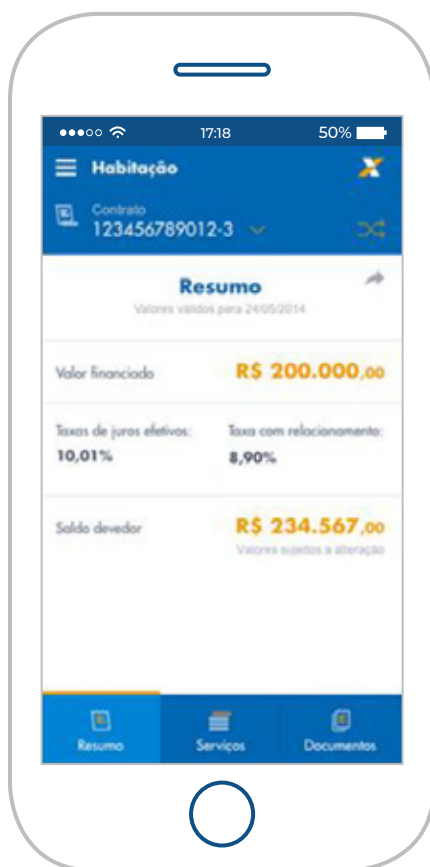 17:18
50%
Habitação
Contrato
123456789012-3
Resumo
Valores válidos para 24/05/2014
Valor financiado
R$ 200.000,00
Taxas de juros efetivos:
Taxa com relacionamento:
10,01%
8,90%
Saldo devedor
R$ 234.567,00
Valores sujeitos a alteração
Resumo
Serviços
Documentos